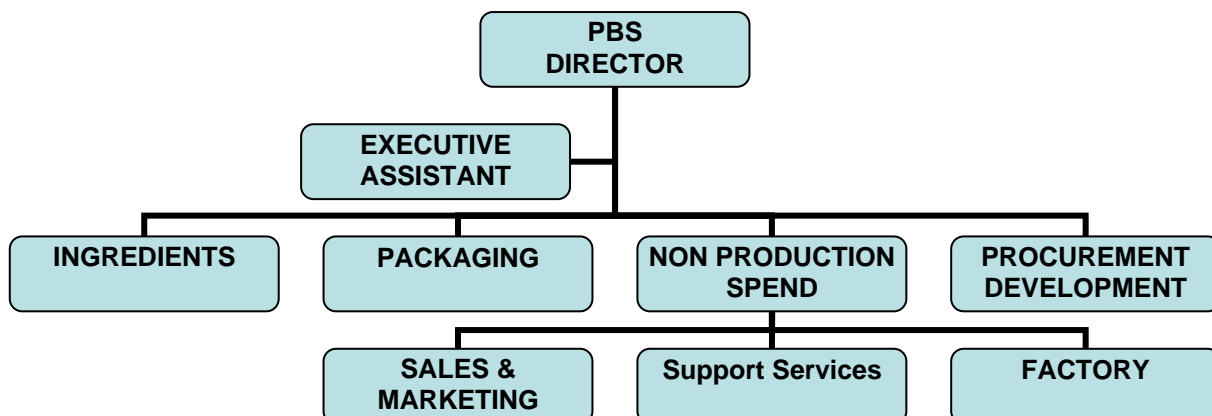 PBS
DIRECTOR
EXECUTIVE
ASSISTANT
INGREDIENTS
PACKAGING
NON PRODUCTION
SPEND
PROCUREMENT
DEVELOPMENT
SALES &
MARKETING
Support Services
FACTORY